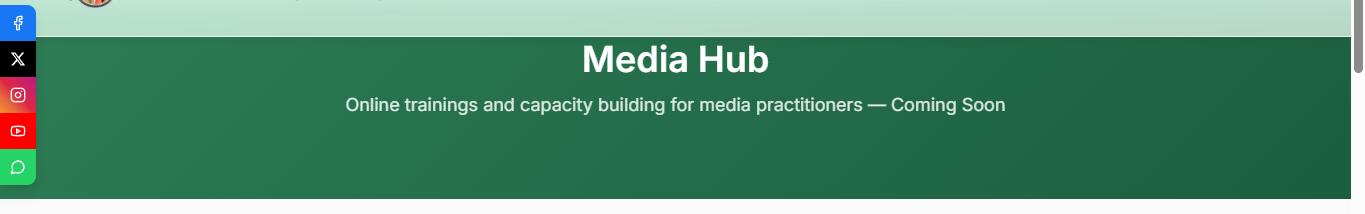 Media Hub
Online trainings and capacity building for media practitioners — Coming Soon